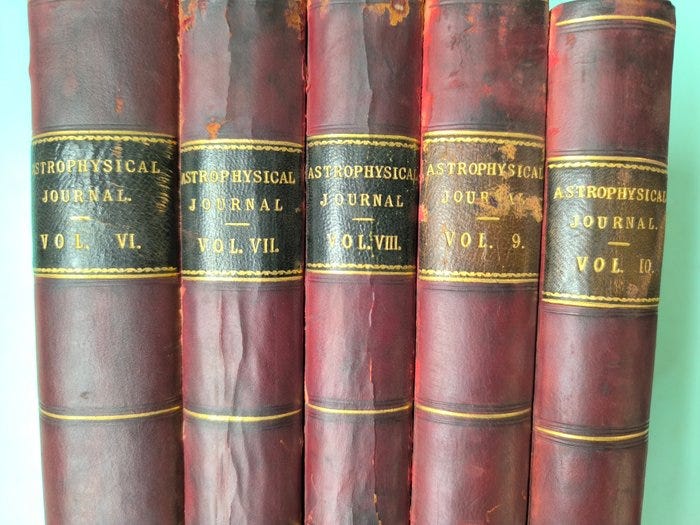 ASTROPHYSICAL
JOURNAL.
VOL. VI.
ASTROPHYSICAL
JOURNAL
VOL. VII.
ASTROPHYSICAL
JOURNAL
VOL. VIII.
ASTROPHYSICAL
VOL. 9.
ASTROPHYSICAL
JOURNAL.
VOL. 10.